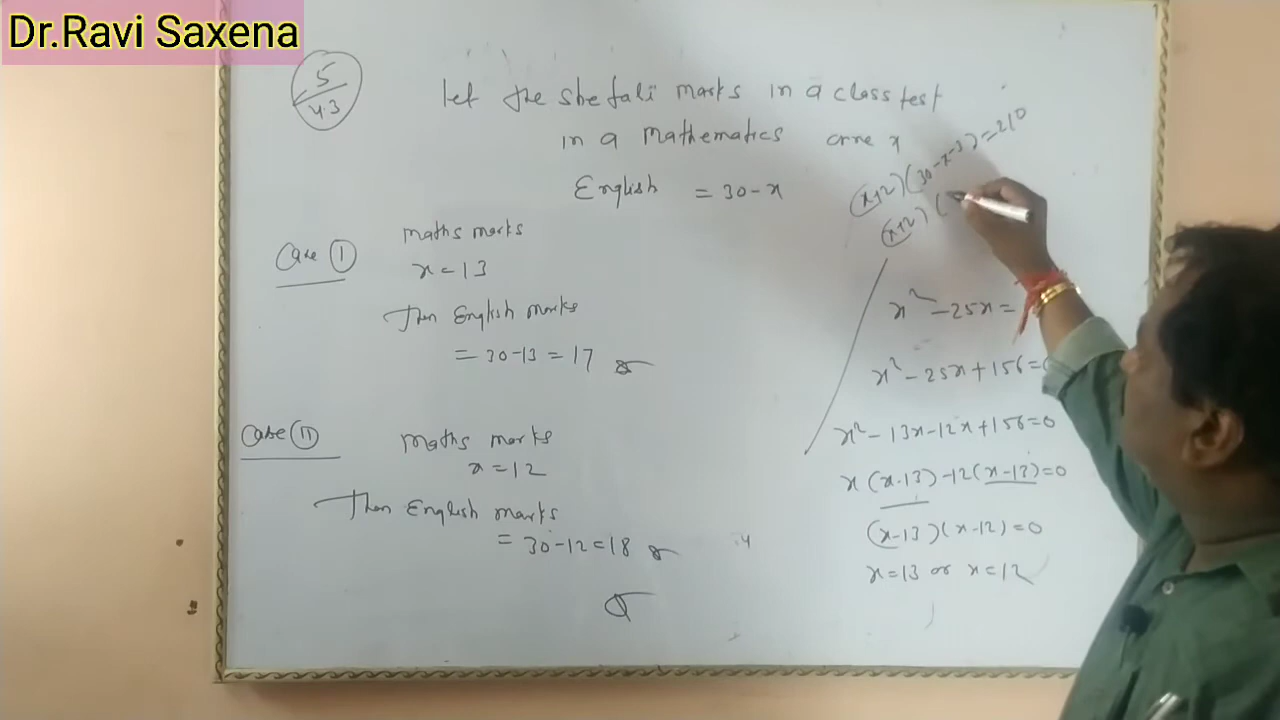 Dr.Ravi Saxena
5
4.3
Let the shefali marks in a class test
in a Mathematics are x
English = 30-x
(x+2)(30-x-3)=210
(x+2)(
Case I
maths marks
x=13
Then English marks
=30-13=17
Case II
Maths marks
x=12
Then English marks
=30-12=18
x²-25x=
x²-25x+156=
x²-13x-12x+156=0
x(x-13)-12(x-13)=0
(x-13)(x-12)=0
x=13 or x=12